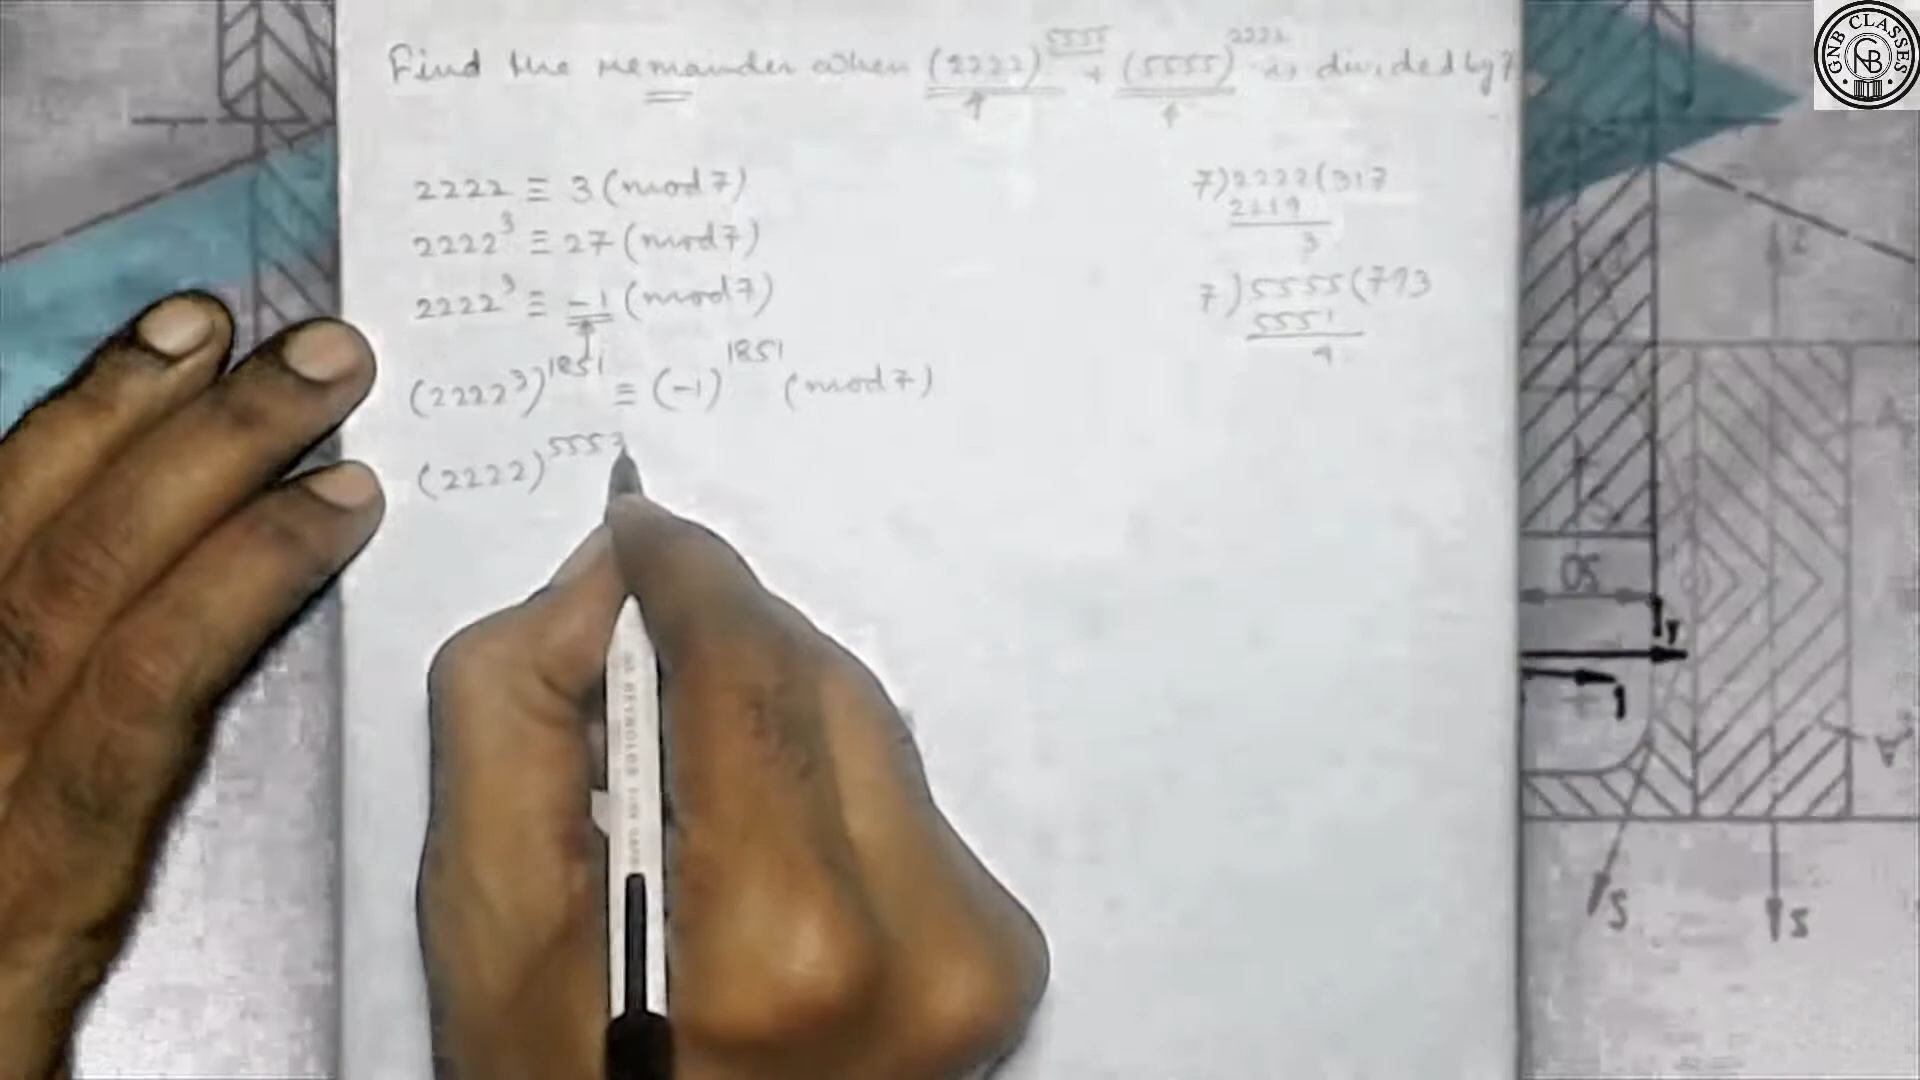 Find the remainder when (2222)^5555 + (5555)^2222 is divided by 7
2222 ≡ 3 (mod 7)
2222^3 ≡ 27 (mod 7)
2222^3 ≡ -1 (mod 7)
(2222^3)^1851 ≡ (-1)^1851 (mod 7)
(2222)^5553
7)2222(317
2219
3
7)5555(793
5551
4
GNB CLASSES
GNB
50
S
S